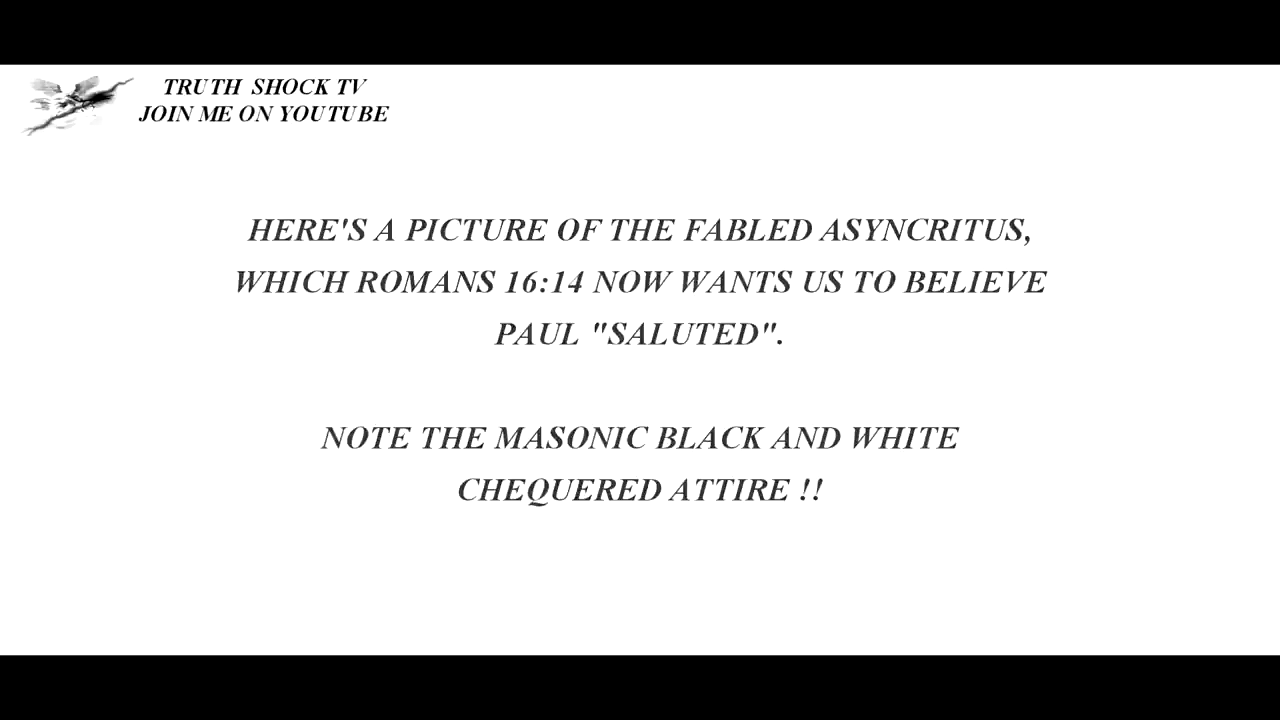 TRUTH SHOCK TV
JOIN ME ON YOUTUBE
HERE'S A PICTURE OF THE FABLED ASYNCRITUS,
WHICH ROMANS 16:14 NOW WANTS US TO BELIEVE
PAUL "SALUTED".
NOTE THE MASONIC BLACK AND WHITE
CHEQUERED ATTIRE !!